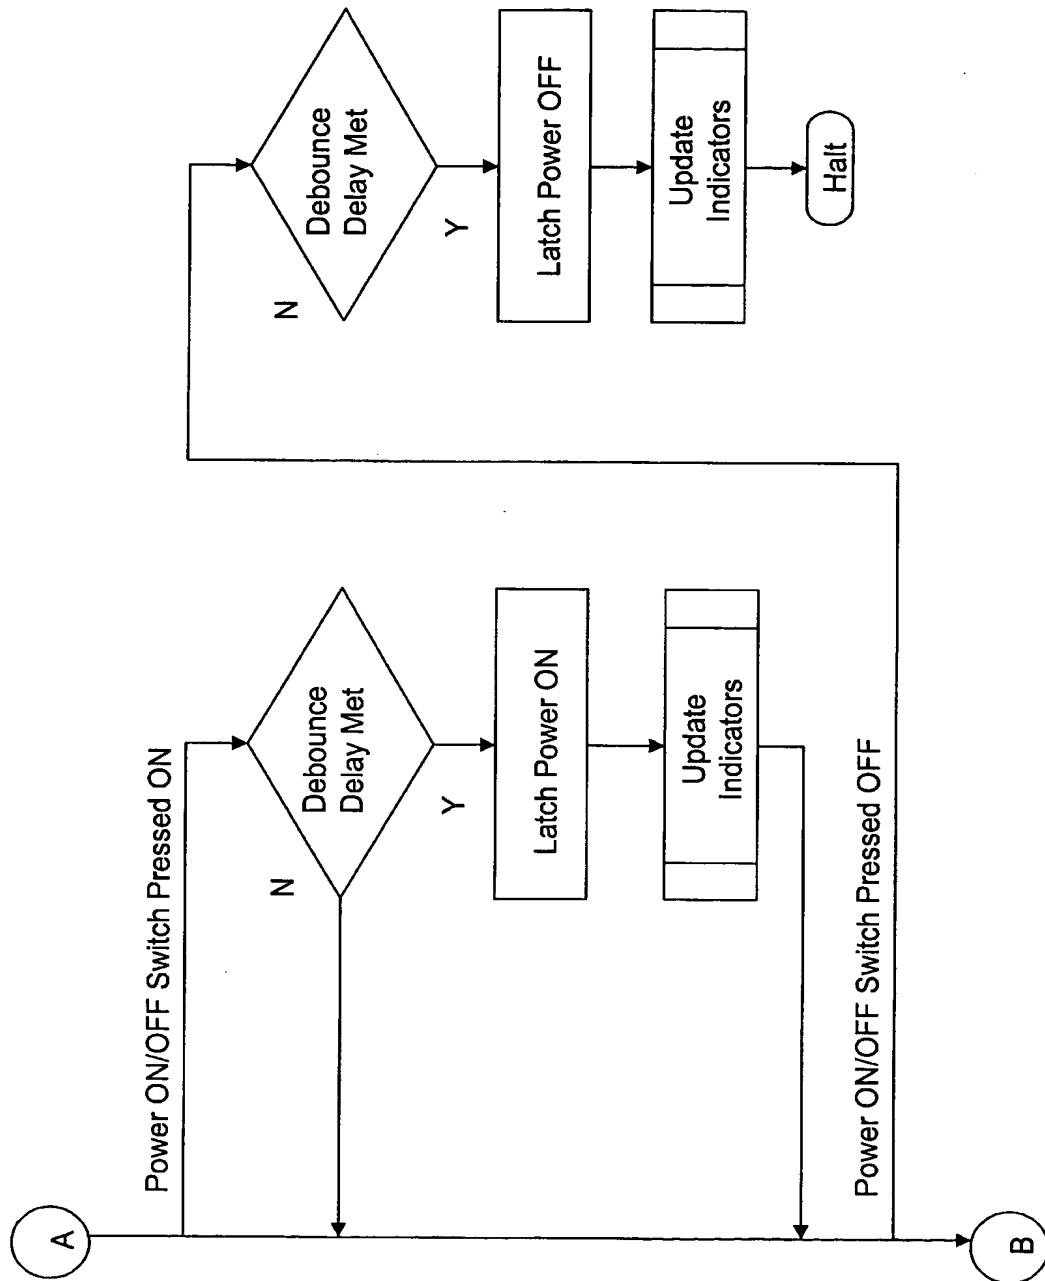 A
Power ON/OFF Switch Pressed ON
N
Debounce
Delay Met
Y
Latch Power ON
Update
Indicators
Power ON/OFF Switch Pressed OFF
B
N
Debounce
Delay Met
Y
Latch Power OFF
Update
Indicators
Halt